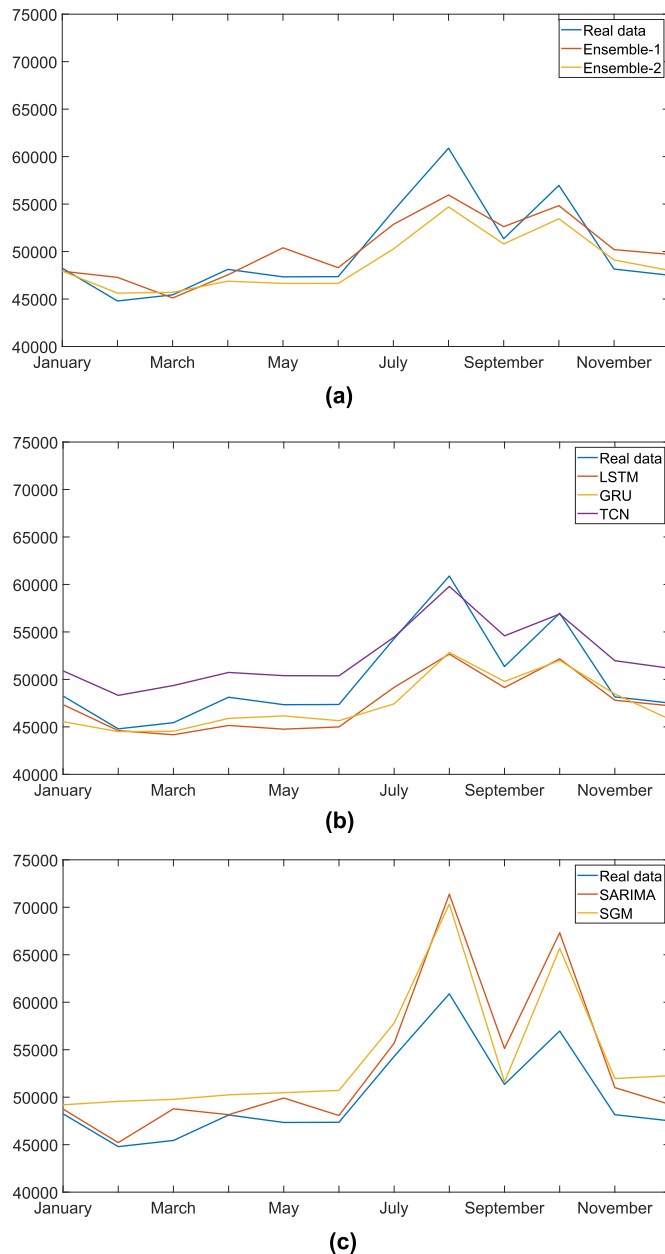 75000
70000
65000
60000
55000
50000
45000
40000
Real data
Ensemble-1
Ensemble-2
January March May July September November
(a)
75000
70000
65000
60000
55000
50000
45000
40000
Real data
LSTM
GRU
TCN
January March May July September November
(b)
75000
70000
65000
60000
55000
50000
45000
40000
Real data
SARIMA
SGM
January March May July September November
(c)